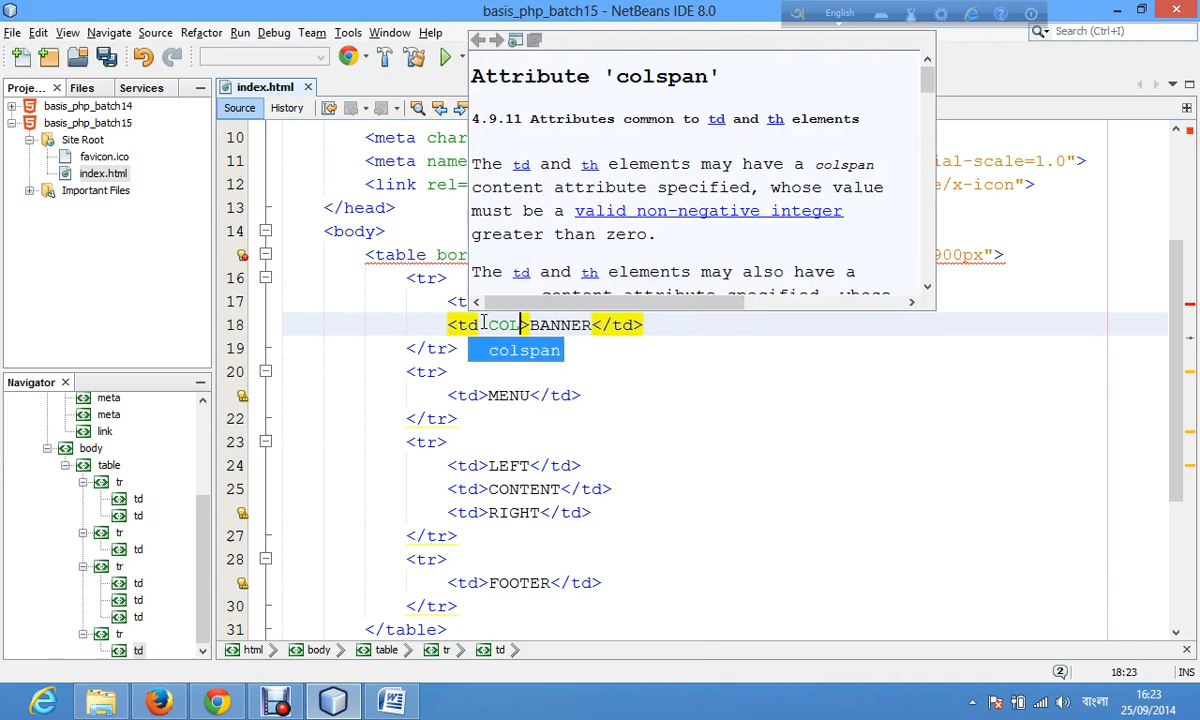 basis_php_batch15 - NetBeans IDE 8.0
English
File Edit View Navigate Source Refactor Run Debug Team Tools Window Help
Search (Ctrl+I)
Proje... Files Services
basis_php_batch14
basis_php_batch15
Site Root
favicon.ico
index.html
Important Files
index.html
Source History
Attribute 'colspan'
4.9.11 Attributes common to td and th elements
The td and th elements may have a colspan
content attribute specified, whose value
must be a valid non-negative integer
greater than zero.
The td and th elements may also have a
content attribute specified, whose
10 <meta char
11 <meta name ial-scale=1.0">
12 <link rel= e/x-icon">
13 </head>
14 <body>
<table bor 900px">
16 <tr>
17 <t
18 <td COL>BANNER</td>
colspan
19 </tr>
20 <tr>
<td>MENU</td>
22 </tr>
23 <tr>
24 <td>LEFT</td>
25 <td>CONTENT</td>
<td>RIGHT</td>
27 </tr>
28 <tr>
<td>FOOTER</td>
30 </tr>
31 </table>
Navigator
meta
meta
link
body
table
tr
td
td
tr
td
tr
td
td
td
tr
td
html body table tr td
2 18:23 INS
বাংলা
16:23
25/09/2014